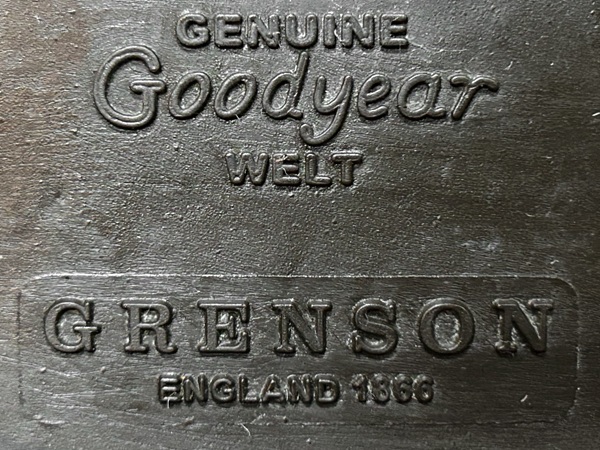 GENUINE
Goodyear
WELT
GRENSON
ENGLAND 1866